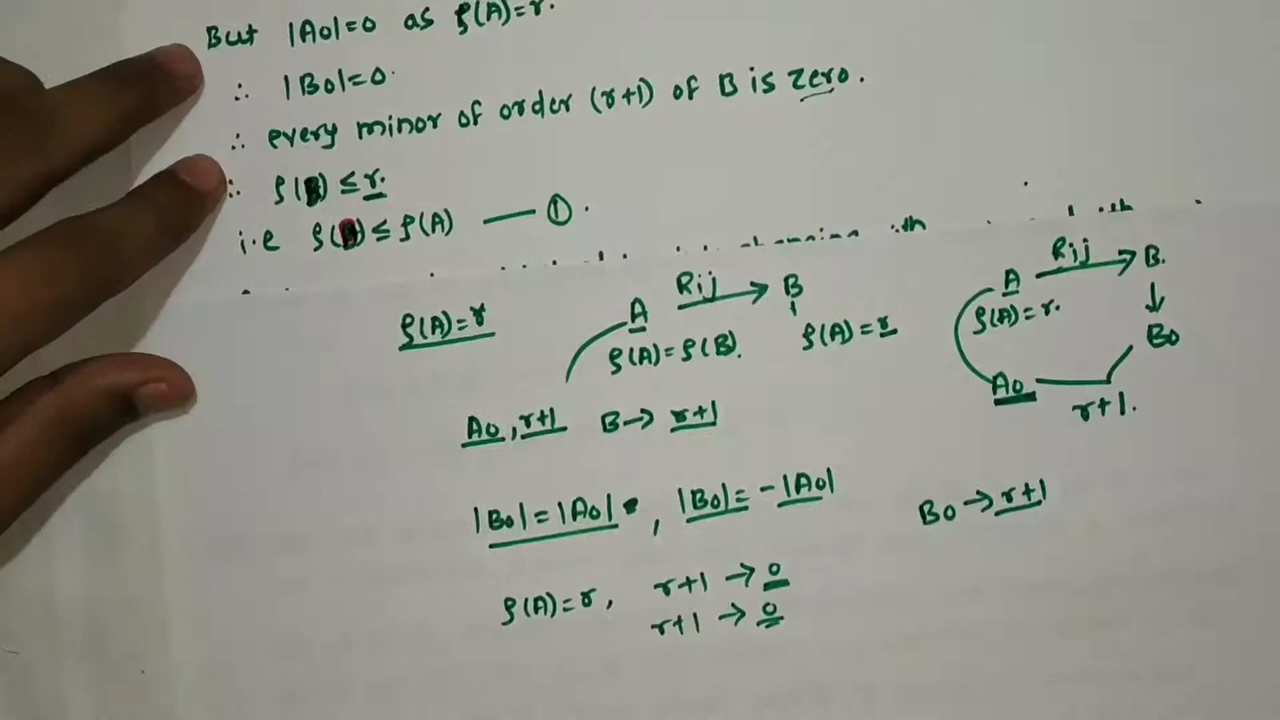 But |A0|=0 as ρ(A)=r.
∴ |B0|=0.
∴ every minor of order (r+1) of B is zero.
∴ ρ(B) ≤ r.
i.e ρ(B) ≤ ρ(A) — ①.
ρ(A)=r
A Rij → B
ρ(A)=ρ(B). ρ(A)=r
A Rij → B.
ρ(A)=r. ↓
B0
A0
r+1.
A0, r+1 B→ r+1
|B0|=|A0|, |B0|=-|A0|
B0 → r+1
ρ(A)=r, r+1 → 0
r+1 → 0